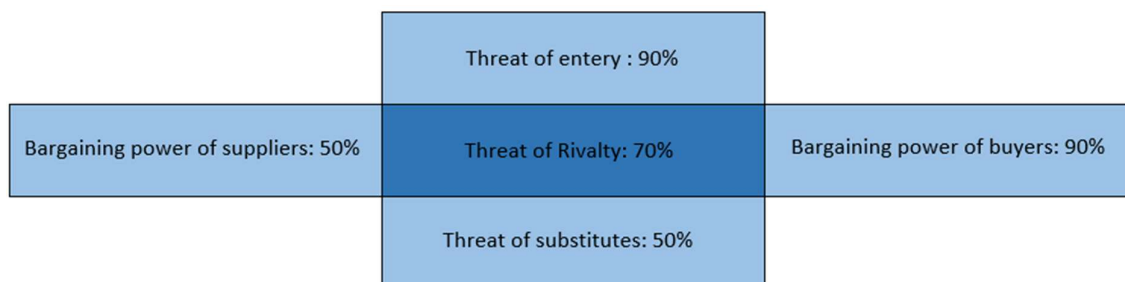 Threat of entery : 90%
Bargaining power of suppliers: 50%
Threat of Rivalty: 70%
Bargaining power of buyers: 90%
Threat of substitutes: 50%